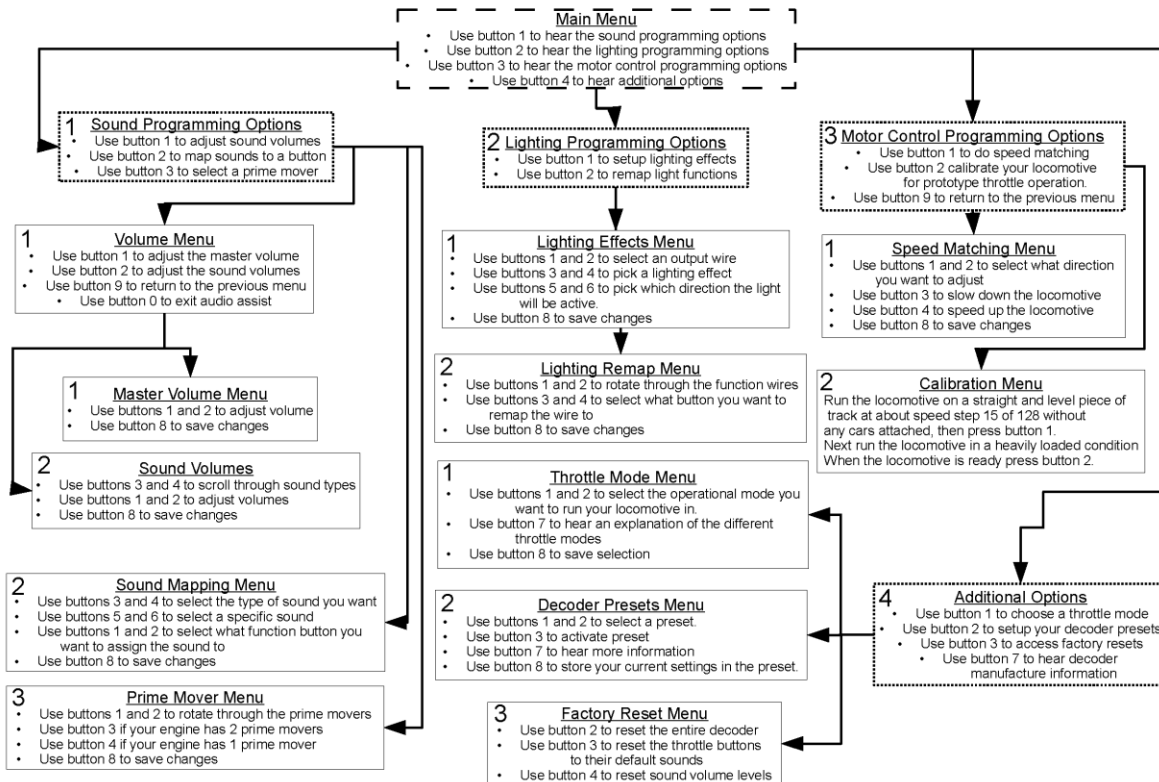 Main Menu
• Use button 1 to hear the sound programming options
• Use button 2 to hear the lighting programming options
• Use button 3 to hear the motor control programming options
• Use button 4 to hear additional options
1 Sound Programming Options
• Use button 1 to adjust sound volumes
• Use button 2 to map sounds to a button
• Use button 3 to select a prime mover
1 Volume Menu
• Use button 1 to adjust the master volume
• Use button 2 to adjust the sound volumes
• Use button 9 to return to the previous menu
• Use button 0 to exit audio assist
1 Master Volume Menu
• Use buttons 1 and 2 to adjust volume
• Use button 8 to save changes
2 Sound Volumes
• Use buttons 3 and 4 to scroll through sound types
• Use buttons 1 and 2 to adjust volumes
• Use button 8 to save changes
2 Sound Mapping Menu
• Use buttons 3 and 4 to select the type of sound you want
• Use buttons 5 and 6 to select a specific sound
• Use buttons 1 and 2 to select what function button you
want to assign the sound to
• Use button 8 to save changes
3 Prime Mover Menu
• Use buttons 1 and 2 to rotate through the prime movers
• Use button 3 if your engine has 2 prime movers
• Use button 4 if your engine has 1 prime mover
• Use button 8 to save changes
2 Lighting Programming Options
• Use button 1 to setup lighting effects
• Use button 2 to remap light functions
1 Lighting Effects Menu
• Use buttons 1 and 2 to select an output wire
• Use buttons 3 and 4 to pick a lighting effect
• Use buttons 5 and 6 to pick which direction the light
will be active.
• Use button 8 to save changes
2 Lighting Remap Menu
• Use buttons 1 and 2 to rotate through the function wires
• Use buttons 3 and 4 to select what button you want to
remap the wire to
• Use button 8 to save changes
3 Motor Control Programming Options
• Use button 1 to do speed matching
• Use button 2 calibrate your locomotive
for prototype throttle operation.
• Use button 9 to return to the previous menu
1 Speed Matching Menu
• Use buttons 1 and 2 to select what direction
you want to adjust
• Use button 3 to slow down the locomotive
• Use button 4 to speed up the locomotive
• Use button 8 to save changes
2 Calibration Menu
Run the locomotive on a straight and level piece of
track at about speed step 15 of 128 without
any cars attached, then press button 1.
Next run the locomotive in a heavily loaded condition
When the locomotive is ready press button 2.
4 Additional Options
• Use button 1 to choose a throttle mode
• Use button 2 to setup your decoder presets
• Use button 3 to access factory resets
• Use button 7 to hear decoder
manufacture information
1 Throttle Mode Menu
• Use buttons 1 and 2 to select the operational mode you
want to run your locomotive in.
• Use button 7 to hear an explanation of the different
throttle modes
• Use button 8 to save selection
2 Decoder Presets Menu
• Use buttons 1 and 2 to select a preset.
• Use button 3 to activate preset
• Use button 7 to hear more information
• Use button 8 to store your current settings in the preset.
3 Factory Reset Menu
• Use button 2 to reset the entire decoder
• Use button 3 to reset the throttle buttons
to their default sounds
• Use button 4 to reset sound volume levels